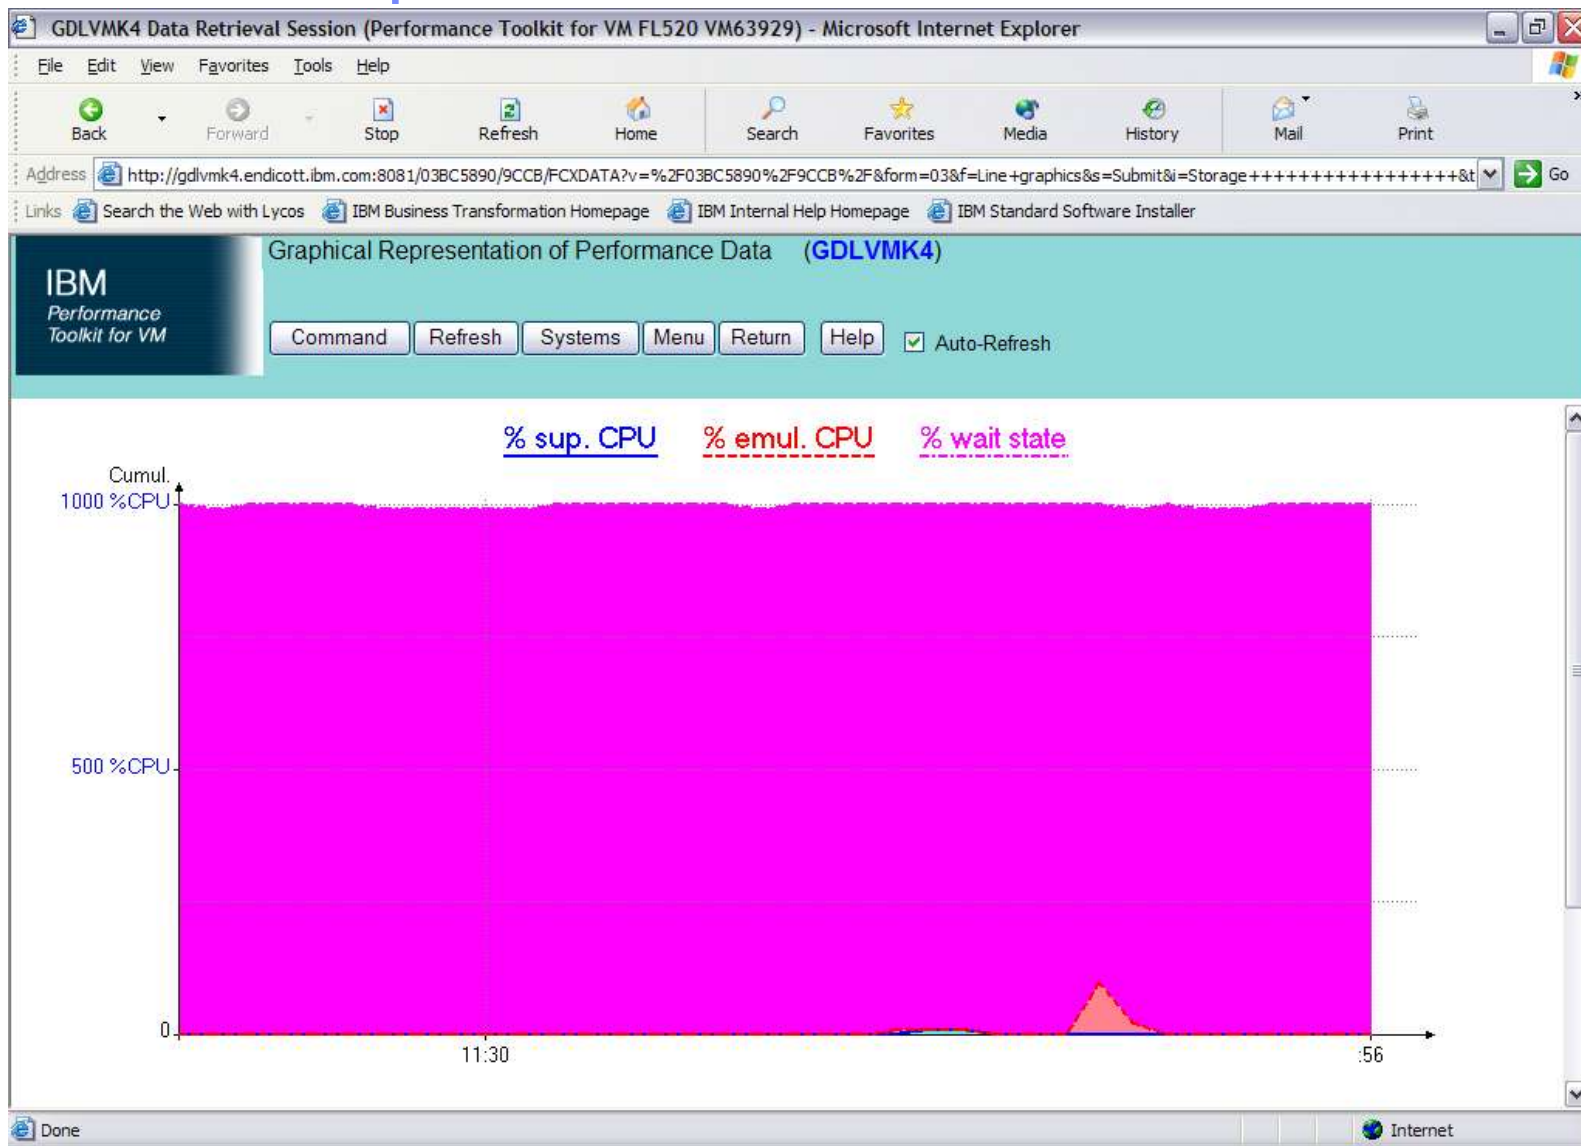 GDLVMK4 Data Retrieval Session (Performance Toolkit for VM FL520 VM63929) - Microsoft Internet Explorer
File Edit View Favorites Tools Help
Back Forward Stop Refresh Home Search Favorites Media History Mail Print
Address http://gdlvmk4.endicott.ibm.com:8081/03BC5890/9CCB/FCXDATA?v=%2F03BC5890%2F9CCB%2F&form=03&f=Line+graphics&s=Submit&i=Storage+++++++++++++++++&t Go
Links Search the Web with Lycos IBM Business Transformation Homepage IBM Internal Help Homepage IBM Standard Software Installer
Graphical Representation of Performance Data (GDLVMK4)
IBM
Performance
Toolkit for VM
Command Refresh Systems Menu Return Help Auto-Refresh
% sup. CPU % emul. CPU % wait state
Cumul.
1000 %CPU
500 %CPU
0
11:30 :56
Done Internet